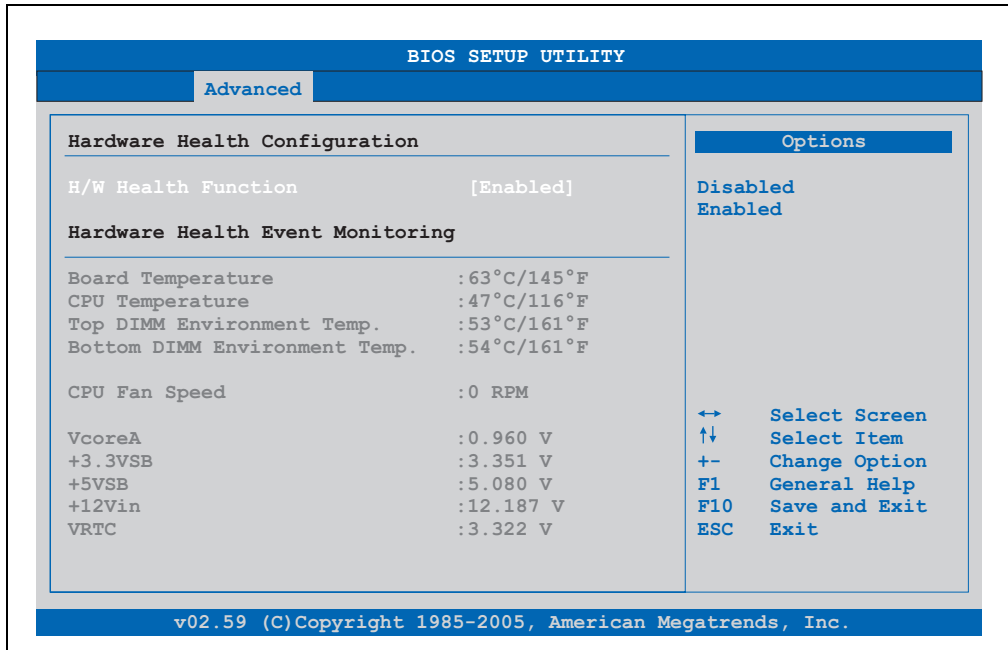 BIOS SETUP UTILITY
Advanced
Hardware Health Configuration
H/W Health Function [Enabled]
Hardware Health Event Monitoring
Board Temperature :63°C/145°F
CPU Temperature :47°C/116°F
Top DIMM Environment Temp. :53°C/161°F
Bottom DIMM Environment Temp. :54°C/161°F
CPU Fan Speed :0 RPM
VcoreA :0.960 V
+3.3VSB :3.351 V
+5VSB :5.080 V
+12Vin :12.187 V
VRTC :3.322 V
Options
Disabled
Enabled
↔ Select Screen
↑↓ Select Item
+- Change Option
F1 General Help
F10 Save and Exit
ESC Exit
v02.59 (C)Copyright 1985-2005, American Megatrends, Inc.